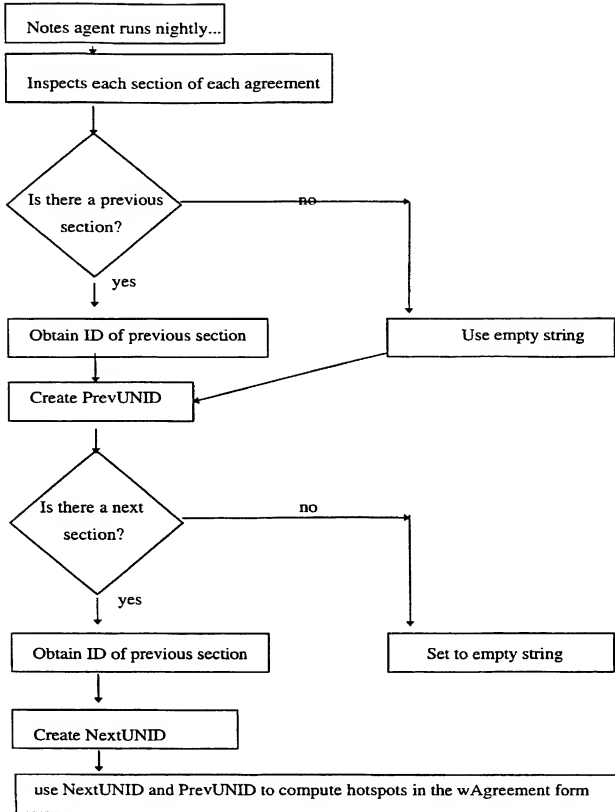 Notes agent runs nightly...
Inspects each section of each agreement
Is there a previous
section?
no
yes
Obtain ID of previous section
Use empty string
Create PrevUNID
Is there a next
section?
no
yes
Obtain ID of previous section
Set to empty string
Create NextUNID
use NextUNID and PrevUNID to compute hotspots in the wAgreement form